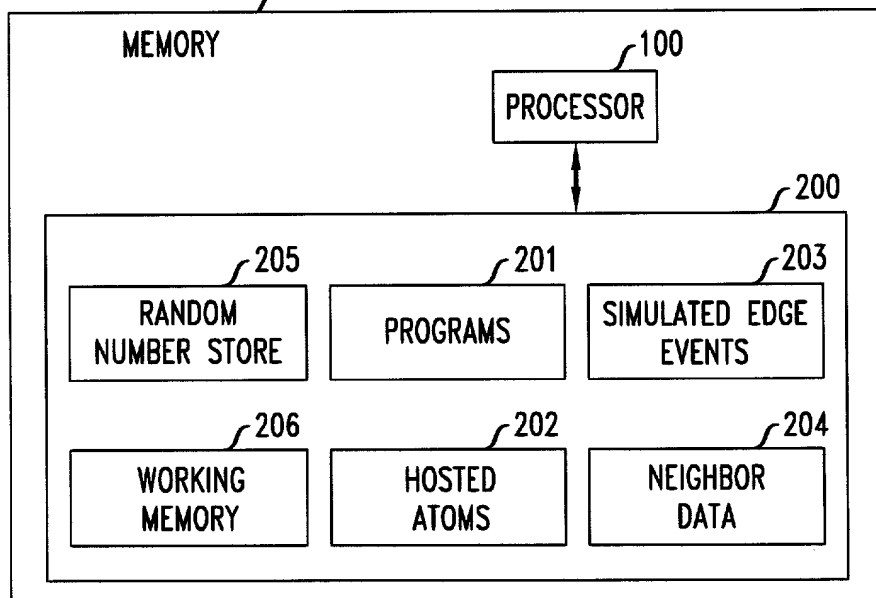 MEMORY
100
PROCESSOR
200
205
RANDOM
NUMBER STORE
201
PROGRAMS
203
SIMULATED EDGE
EVENTS
206
WORKING
MEMORY
202
HOSTED
ATOMS
204
NEIGHBOR
DATA